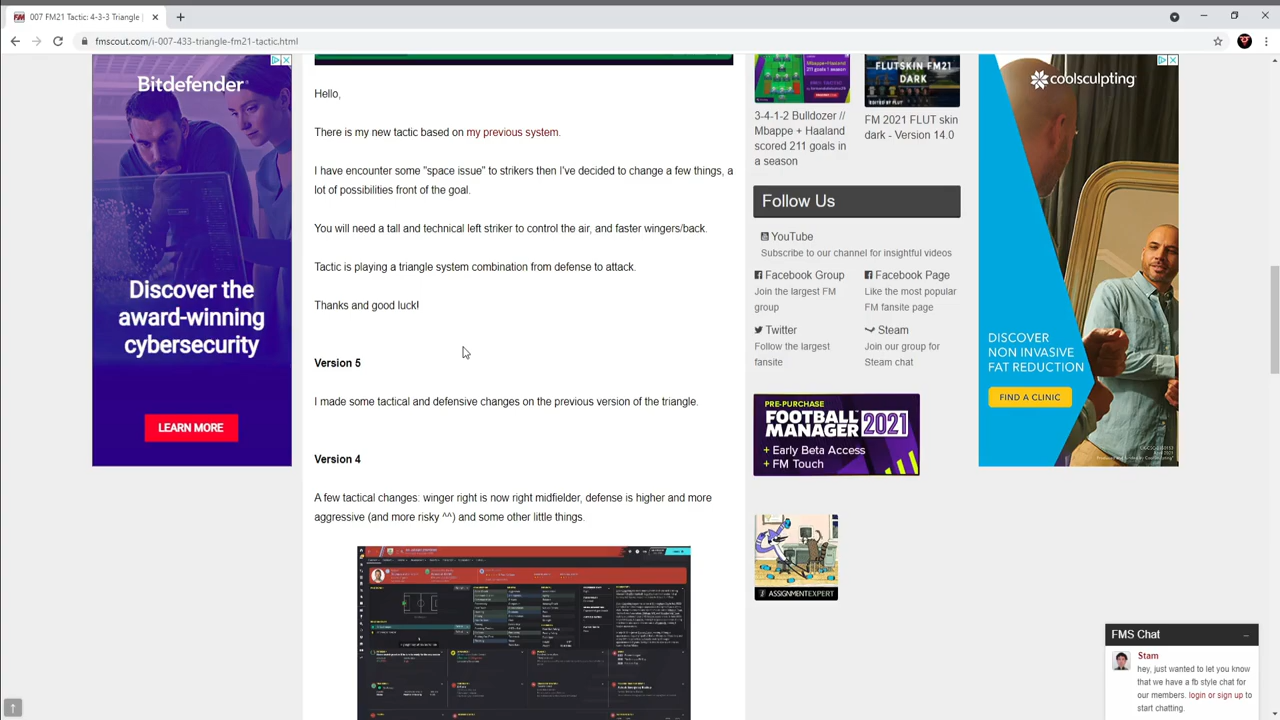 007 FM21 Tactic: 4-3-3 Triangle |
fmscout.com/i-007-433-triangle-fm21-tactic.html
Bitdefender
Discover the
award-winning
cybersecurity
LEARN MORE
Hello,
There is my new tactic based on my previous system.
I have encounter some "space issue" to strikers then I've decided to change a few things, a
lot of possibilities front of the goal.
You will need a tall and technical left striker to control the air, and faster wingers/back.
Tactic is playing a triangle system combination from defense to attack.
Thanks and good luck!
Version 5
I made some tactical and defensive changes on the previous version of the triangle.
Version 4
A few tactical changes: winger right is now right midfielder, defense is higher and more
aggressive (and more risky ^^) and some other little things.
Mbappe+Haaland
211 goals in
1 season
FLUTSKIN FM21
DARK
3-4-1-2 Bulldozer //
Mbappe + Haaland
scored 211 goals in
a season
FM 2021 FLUT skin
dark - Version 14.0
Follow Us
YouTube
Subscribe to our channel for insightful videos
Facebook Group
Join the largest FM
group
Facebook Page
Like the most popular
FM fansite page
Twitter
Follow the largest
fansite
Steam
Join our group for
Steam chat
PRE-PURCHASE
FOOTBALL
MANAGER 2021
+ Early Beta Access
+ FM Touch
ASSIGNMENTEXPERT
coolsculpting
DISCOVER
NON INVASIVE
FAT REDUCTION
FIND A CLINIC
FMS Chat
Stam
hey, just wanted to let you know
that we have a fb style chat for
our members. login or sign up to
start chatting.